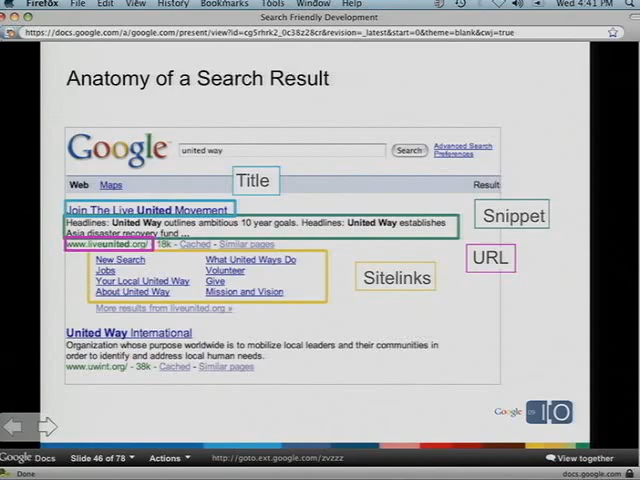 Firefox File Edit View History Bookmarks Tools Window Help Wed 4:41 PM
Search Friendly Development
https://docs.google.com/a/google.com/present/view?id=cg5rhrk2_0c38z28cr&revision=_latest&start=0&theme=blank&cwj=true
Anatomy of a Search Result
Google united way Search Advanced Search
Preferences
Web Maps Result
Title
Join The Live United Movement
Headlines: United Way outlines ambitious 10 year goals. Headlines: United Way establishes
Asia disaster recovery fund ...
Snippet
www.liveunited.org/ 18k - Cached - Similar pages
URL
New Search What United Ways Do
Jobs Volunteer
Your Local United Way Give
About United Way Mission and Vision
Sitelinks
More results from liveunited.org »
United Way International
Organization whose purpose worldwide is to mobilize local leaders and their communities in
order to identify and address local human needs.
www.uwint.org/ - 38k - Cached - Similar pages
Google I/O
Google Docs Slide 46 of 78 Actions http://goto.ext.google.com/zvzzz View together
Done docs.google.com